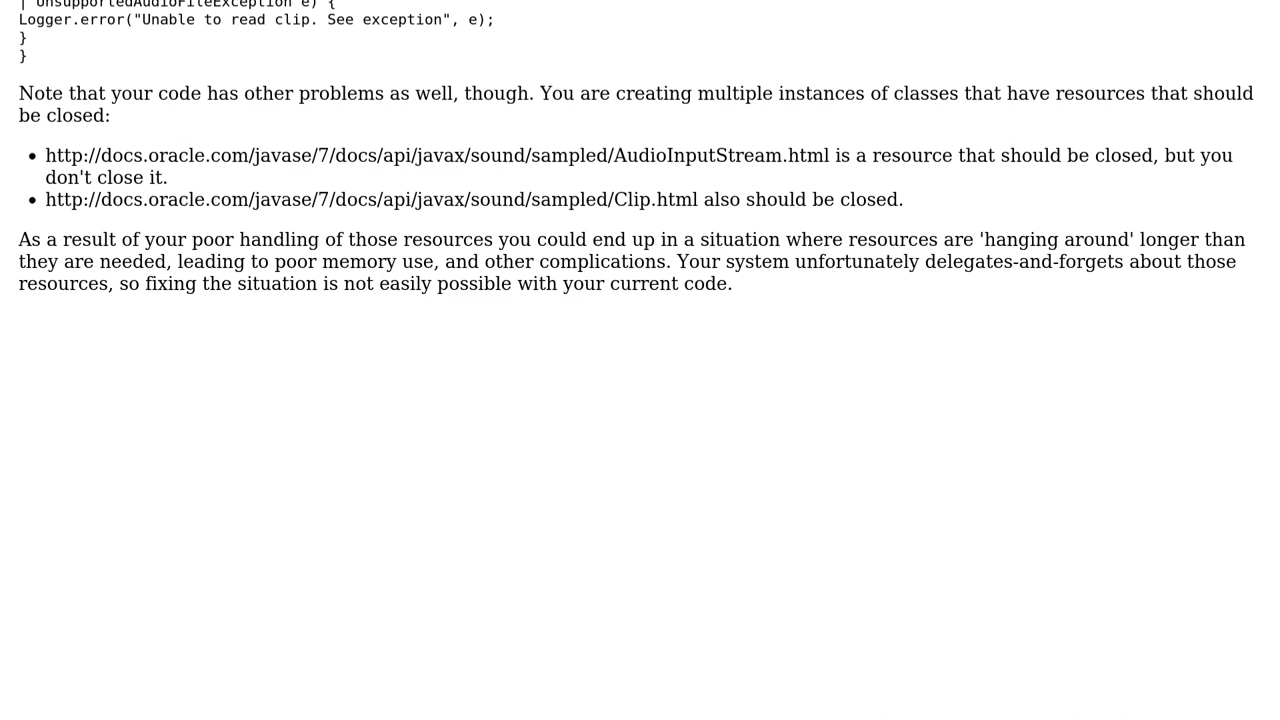 | UnsupportedAudioFileException e) {
Logger.error("Unable to read clip. See exception", e);
}
}
Note that your code has other problems as well, though. You are creating multiple instances of classes that have resources that should
be closed:
• http://docs.oracle.com/javase/7/docs/api/javax/sound/sampled/AudioInputStream.html is a resource that should be closed, but you
don't close it.
• http://docs.oracle.com/javase/7/docs/api/javax/sound/sampled/Clip.html also should be closed.
As a result of your poor handling of those resources you could end up in a situation where resources are 'hanging around' longer than
they are needed, leading to poor memory use, and other complications. Your system unfortunately delegates-and-forgets about those
resources, so fixing the situation is not easily possible with your current code.